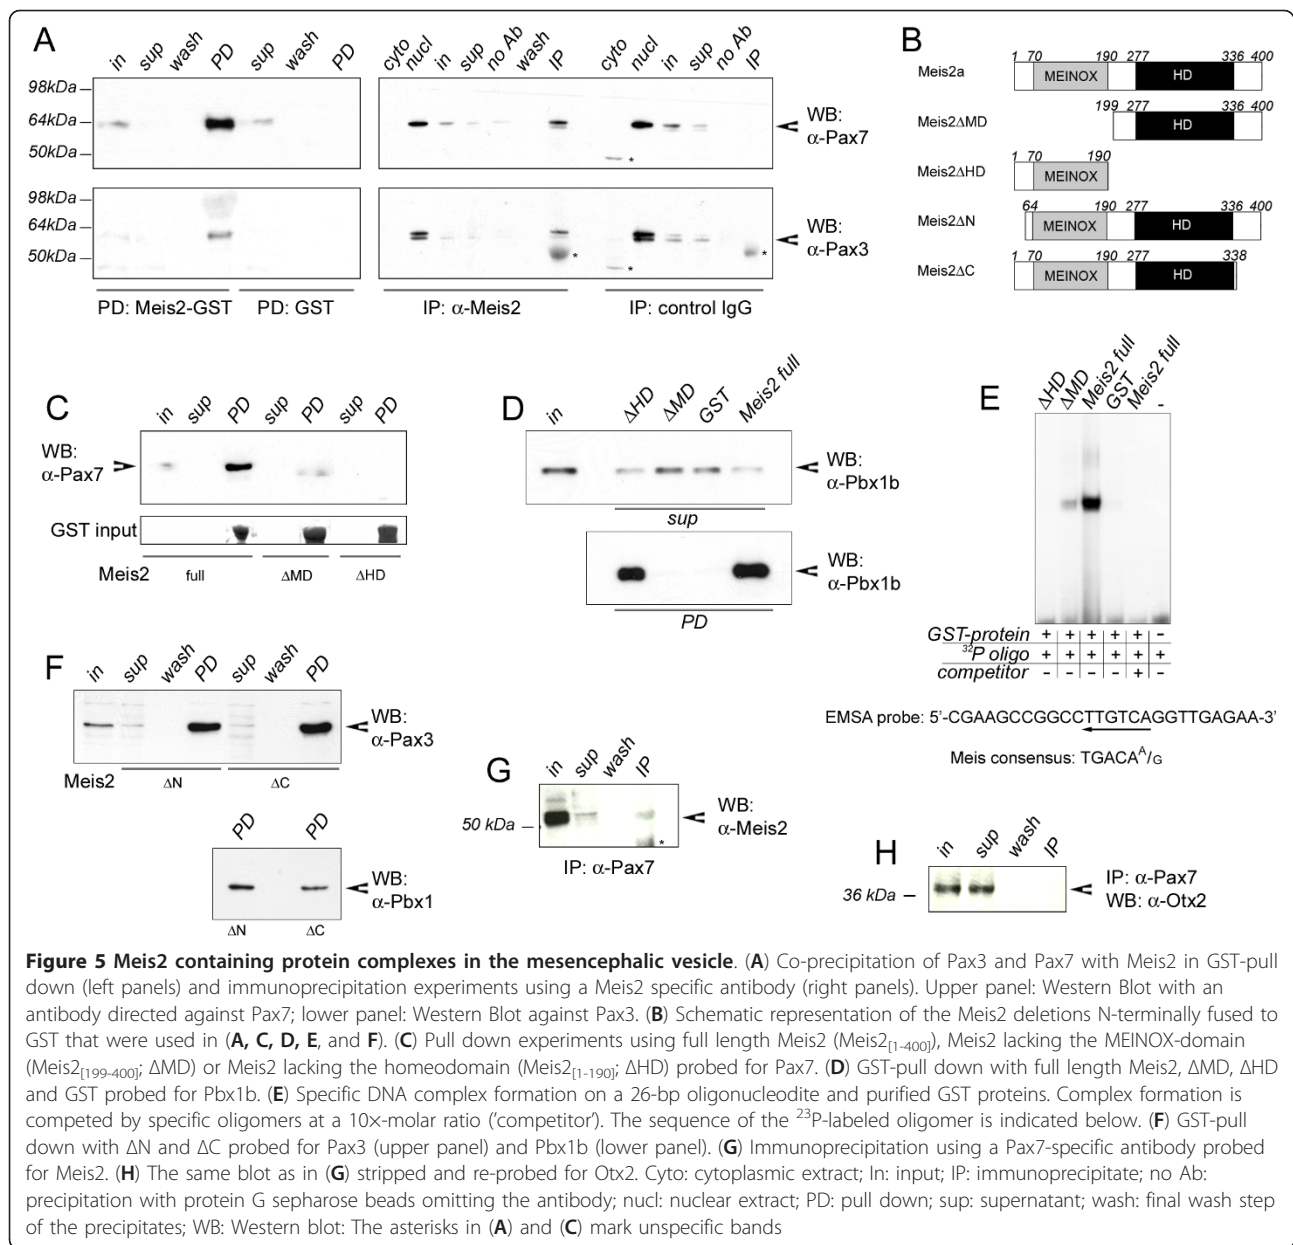 A
in sup wash PD sup wash PD
cyto nucl in sup no Ab wash IP
cyto nucl in sup no Ab IP
98kDa
64kDa
50kDa
WB:
α-Pax7
*
98kDa
64kDa
50kDa
WB:
α-Pax3
* * *
PD: Meis2-GST PD: GST IP: α-Meis2 IP: control IgG
B
1 70 190 277 336 400
Meis2a MEINOX HD
199 277 336 400
Meis2ΔMD HD
1 70 190
Meis2ΔHD MEINOX
64 190 277 336 400
Meis2ΔN MEINOX HD
1 70 190 277 338
Meis2ΔC MEINOX HD
C
in sup PD sup PD sup PD
WB:
α-Pax7
GST input
Meis2 full ΔMD ΔHD
D
in ΔHD ΔMD GST Meis2 full
WB:
α-Pbx1b
sup
WB:
α-Pbx1b
PD
E
ΔHD ΔMD Meis2 full GST Meis2 full -
GST-protein + + + + + –
32P oligo + + + + + +
competitor – – – – + –
EMSA probe: 5'-CGAAGCCGGCCTTGTCAGGTTGAGAA-3'
Meis consensus: TGACAA/G
F
in sup wash PD sup wash PD
WB:
α-Pax3
Meis2 ΔN ΔC
PD PD
WB:
α-Pbx1
ΔN ΔC
G
in sup wash IP
50 kDa
WB:
α-Meis2
*
IP: α-Pax7
H
in sup wash IP
36 kDa
IP: α-Pax7
WB: α-Otx2
Figure 5 Meis2 containing protein complexes in the mesencephalic vesicle. (A) Co-precipitation of Pax3 and Pax7 with Meis2 in GST-pull
down (left panels) and immunoprecipitation experiments using a Meis2 specific antibody (right panels). Upper panel: Western Blot with an
antibody directed against Pax7; lower panel: Western Blot against Pax3. (B) Schematic representation of the Meis2 deletions N-terminally fused to
GST that were used in (A, C, D, E, and F). (C) Pull down experiments using full length Meis2 (Meis2[1-400]), Meis2 lacking the MEINOX-domain
(Meis2[199-400]; ΔMD) or Meis2 lacking the homeodomain (Meis2[1-190]; ΔHD) probed for Pax7. (D) GST-pull down with full length Meis2, ΔMD, ΔHD
and GST probed for Pbx1b. (E) Specific DNA complex formation on a 26-bp oligonucleodite and purified GST proteins. Complex formation is
competed by specific oligomers at a 10×-molar ratio ('competitor'). The sequence of the 23P-labeled oligomer is indicated below. (F) GST-pull
down with ΔN and ΔC probed for Pax3 (upper panel) and Pbx1b (lower panel). (G) Immunoprecipitation using a Pax7-specific antibody probed
for Meis2. (H) The same blot as in (G) stripped and re-probed for Otx2. Cyto: cytoplasmic extract; In: input; IP: immunoprecipitate; no Ab:
precipitation with protein G sepharose beads omitting the antibody; nucl: nuclear extract; PD: pull down; sup: supernatant; wash: final wash step
of the precipitates; WB: Western blot: The asterisks in (A) and (C) mark unspecific bands